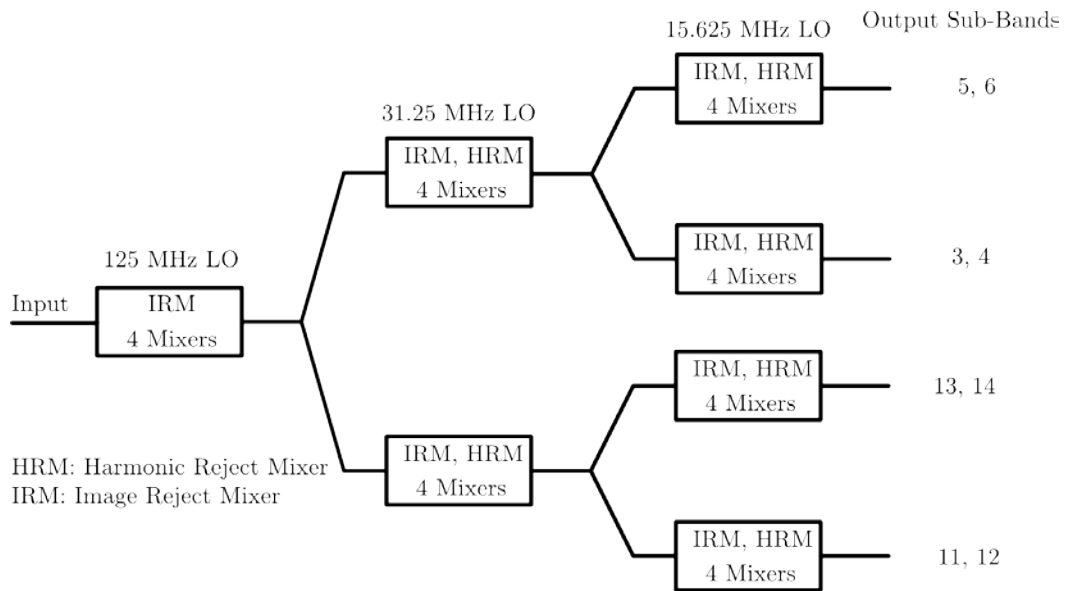 Output Sub-Bands
15.625 MHz LO
IRM, HRM
4 Mixers
5, 6
31.25 MHz LO
IRM, HRM
4 Mixers
IRM, HRM
4 Mixers
3, 4
125 MHz LO
Input
IRM
4 Mixers
IRM, HRM
4 Mixers
13, 14
IRM, HRM
4 Mixers
HRM: Harmonic Reject Mixer
IRM: Image Reject Mixer
IRM, HRM
4 Mixers
11, 12